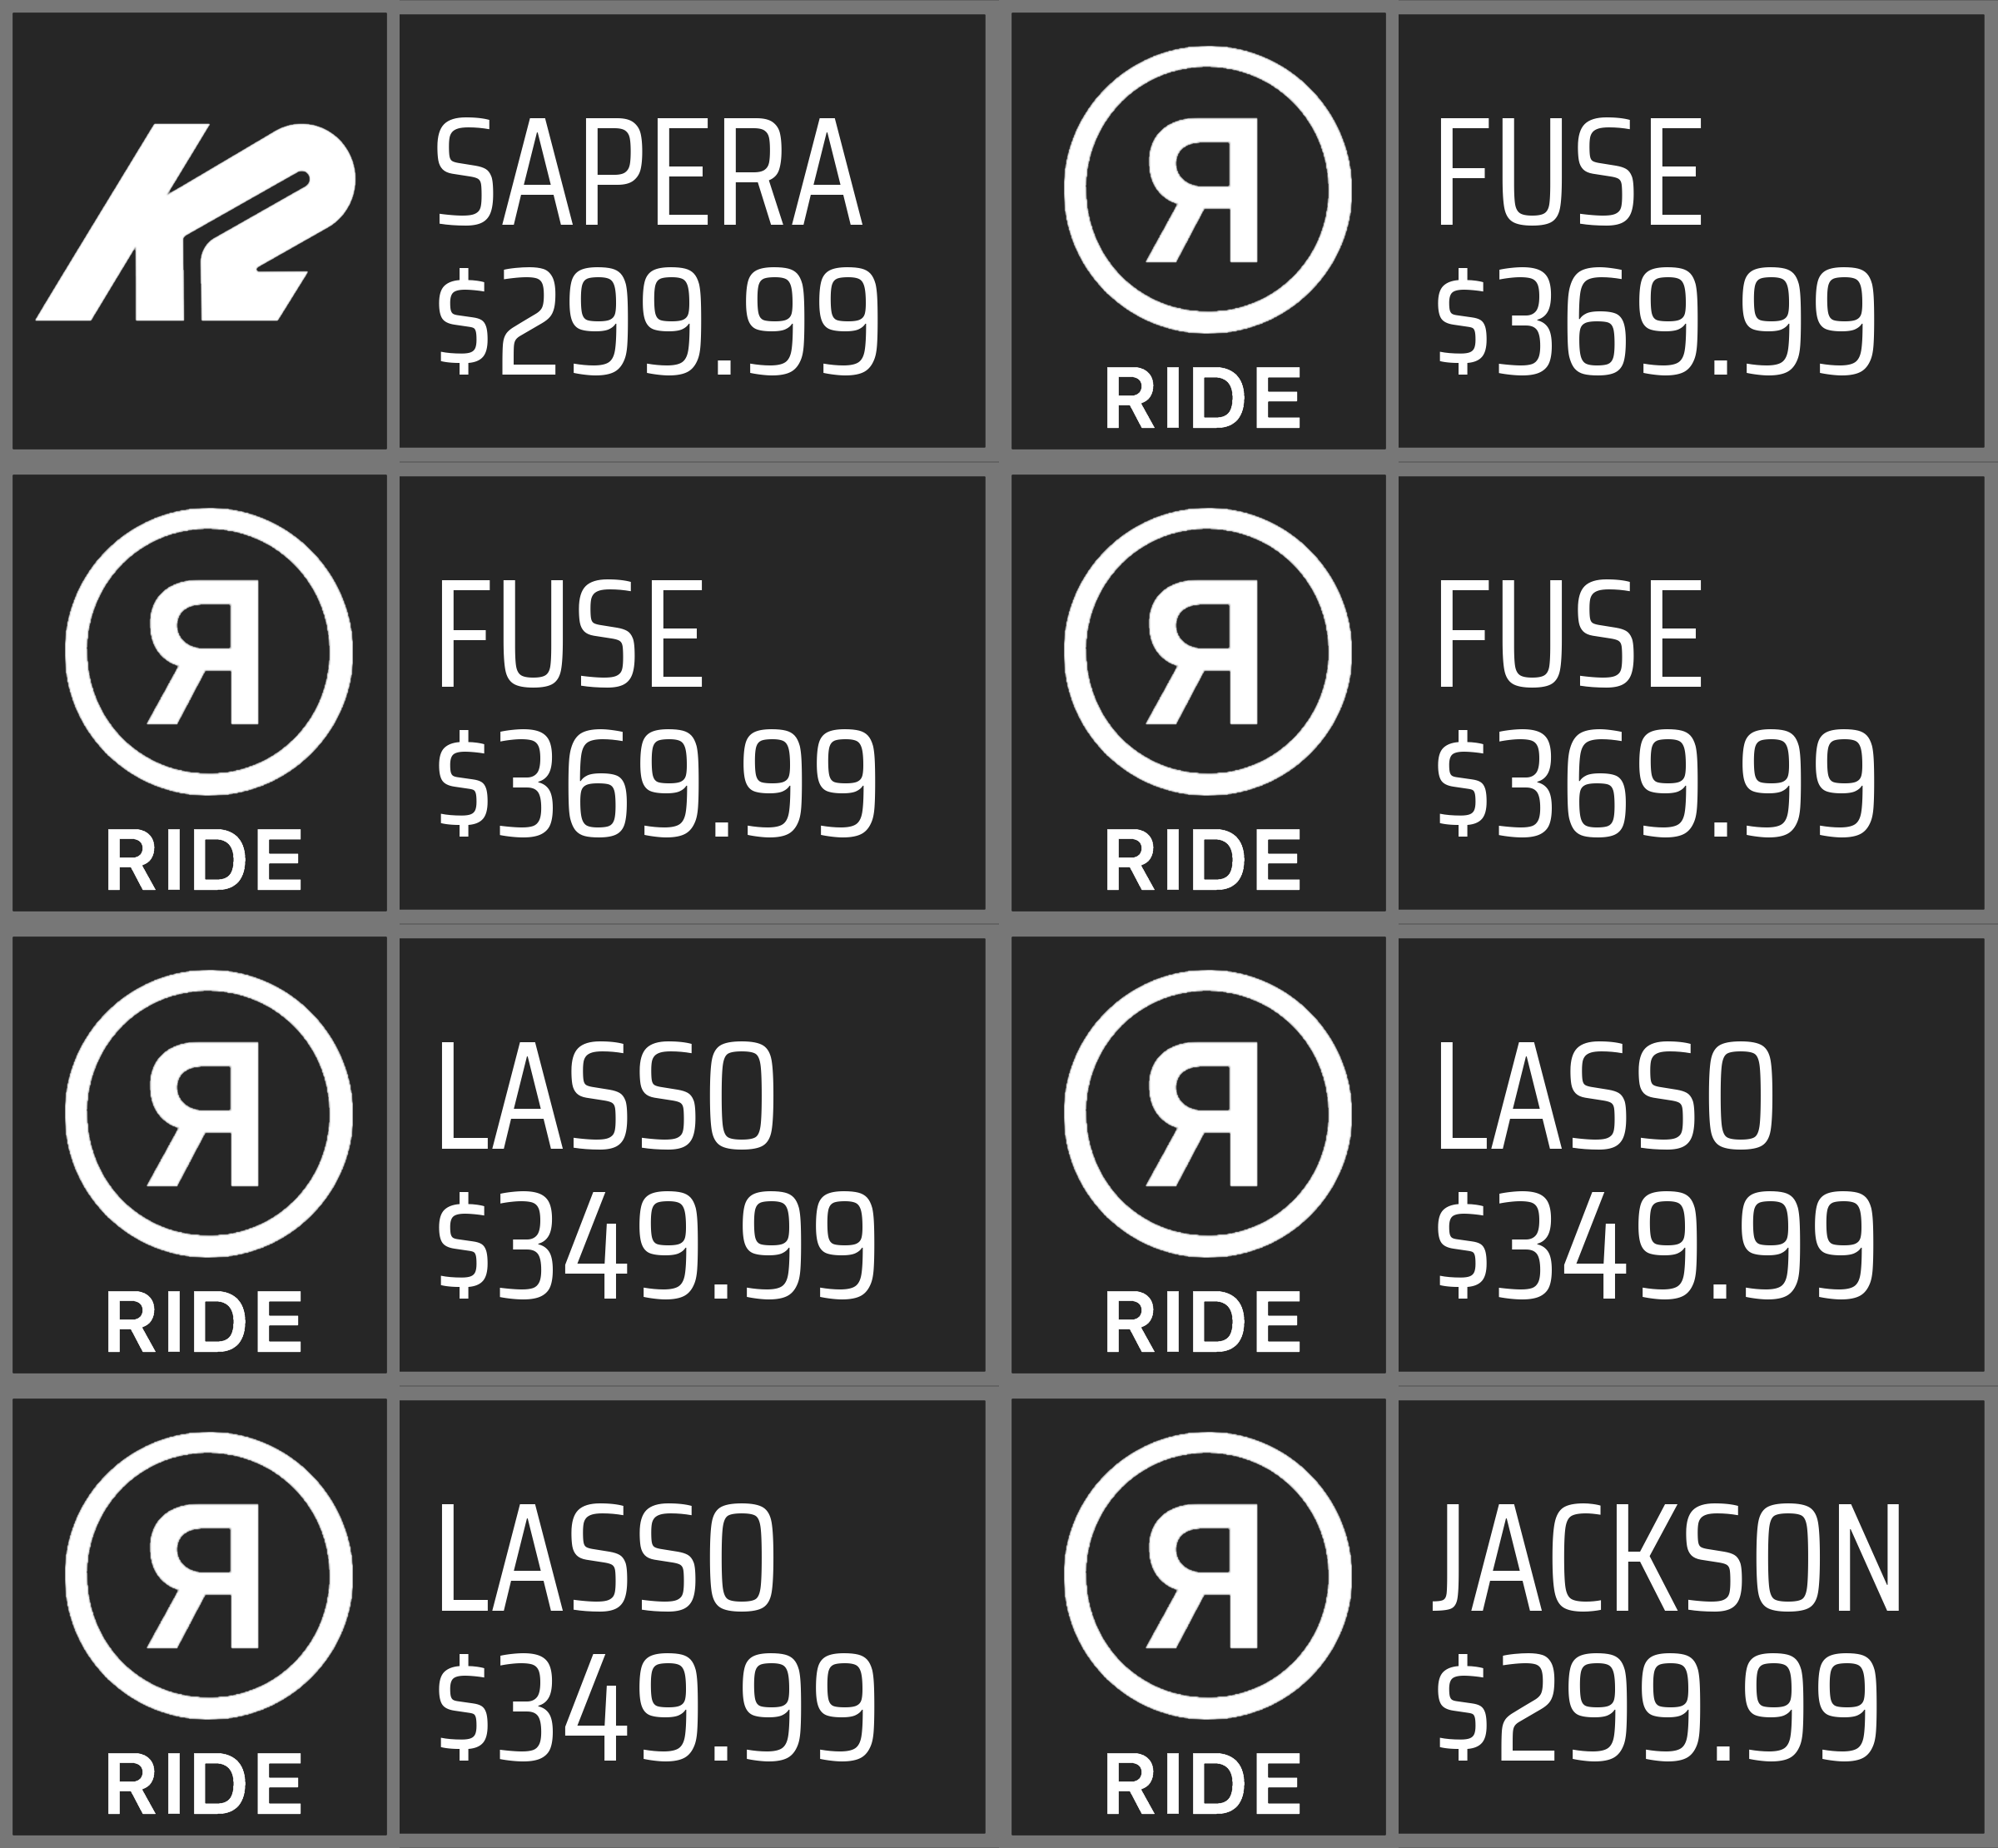 K2
SAPERA
$299.99
R
RIDE
FUSE
$369.99
R
RIDE
FUSE
$369.99
R
RIDE
FUSE
$369.99
R
RIDE
LASSO
$349.99
R
RIDE
LASSO
$349.99
R
RIDE
LASSO
$349.99
R
RIDE
JACKSON
$299.99